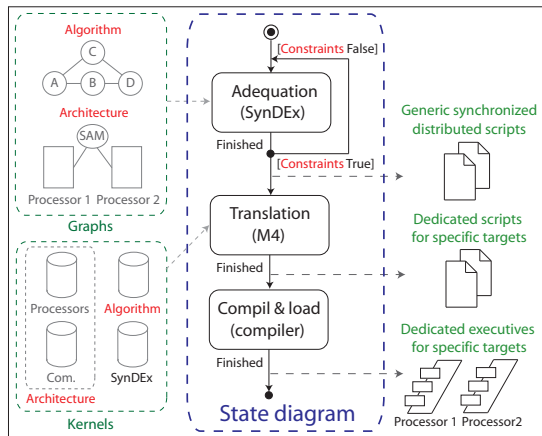 Algorithm
C
A
B
D
Architecture
SAM
Processor 1
Processor 2
Graphs
Processors
Algorithm
Com.
SynDEx
Architecture
Kernels
[Constraints False]
Adequation
(SynDEx)
Finished
[Constraints True]
Translation
(M4)
Finished
Compil & load
(compiler)
Finished
State diagram
Generic synchronized
distributed scripts
Dedicated scripts
for specific targets
Dedicated executives
for specific targets
Processor 1
Processor2